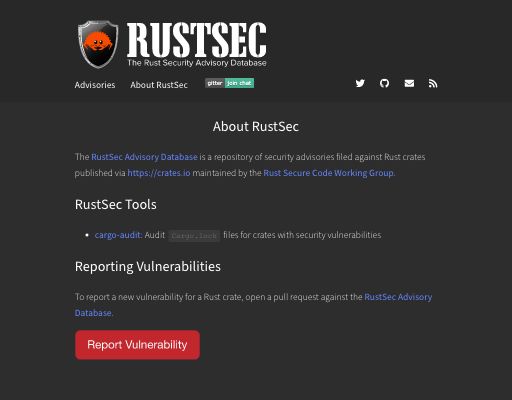 RUSTSEC
The Rust Security Advisory Database
Advisories About RustSec gitter join chat
About RustSec
The RustSec Advisory Database is a repository of security advisories filed against Rust crates
published via https://crates.io maintained by the Rust Secure Code Working Group.
RustSec Tools
cargo-audit: Audit Cargo.lock files for crates with security vulnerabilities
Reporting Vulnerabilities
To report a new vulnerability for a Rust crate, open a pull request against the RustSec Advisory
Database.
Report Vulnerability